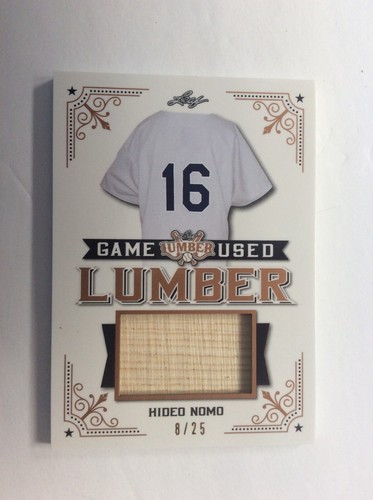 Leaf
16
GAME LUMBER USED
LUMBER
HIDEO NOMO
8/25